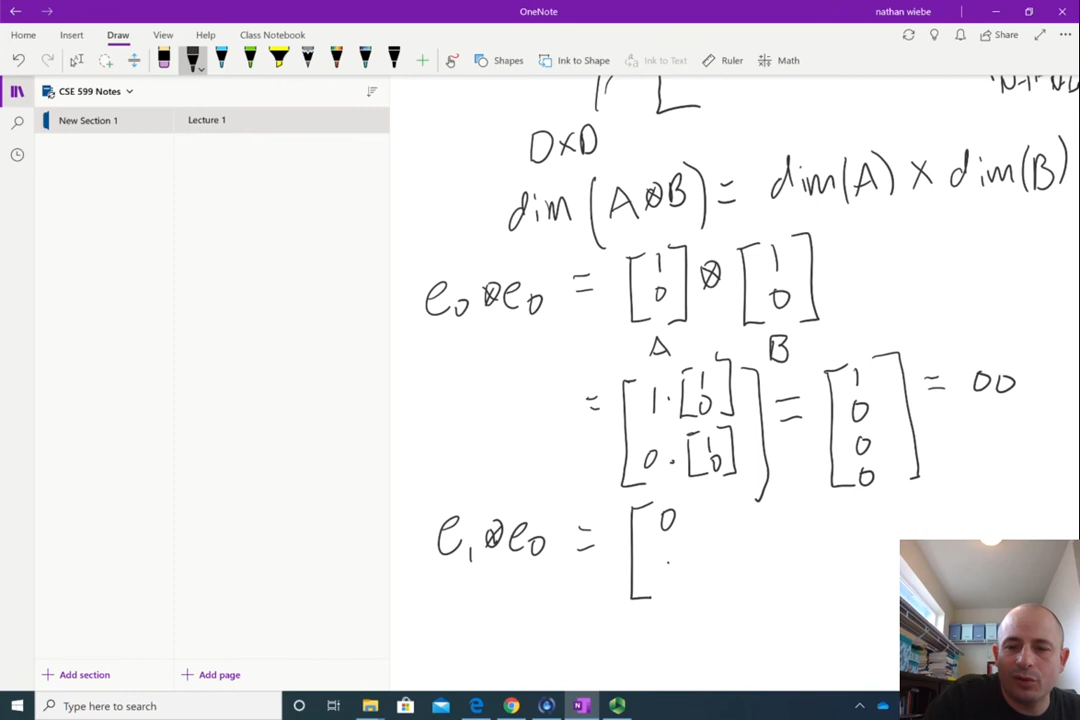 OneNote
nathan wiebe
Home Insert Draw View Help Class Notebook
Share
Shapes Ink to Shape Ink to Text Ruler Math
CSE 599 Notes
New Section 1 Lecture 1
D×D
dim (A⊗B) = dim(A) × dim(B)
e₀⊗e₀ = [1 0] ⊗ [1 0]
A B
= [1·[1 0] 0·[1 0]] = [1 0 0 0] = 00
e₁⊗e₀ = [0
Add section Add page
Type here to search